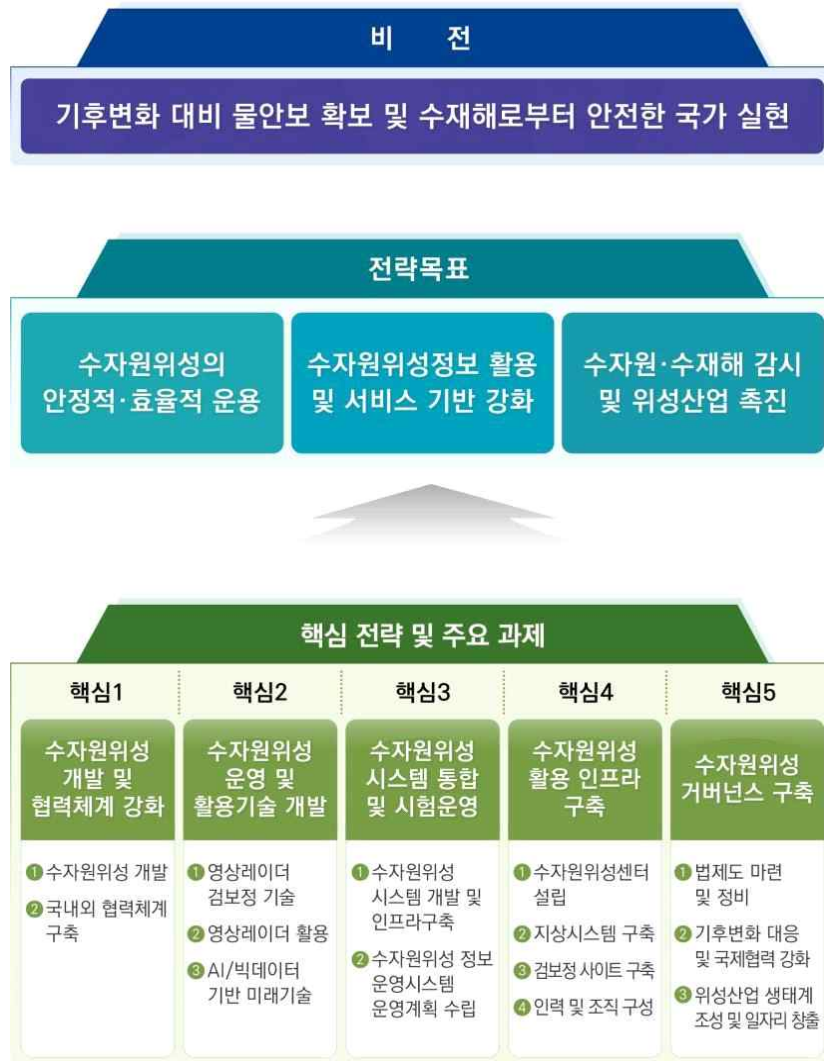 비 전
기후변화 대비 물안보 확보 및 수재해로부터 안전한 국가 실현
전략목표
수자원위성의
안정적·효율적 운용
수자원위성정보 활용
및 서비스 기반 강화
수자원·수재해 감시
및 위성산업 촉진
핵심 전략 및 주요 과제
핵심1
수자원위성
개발 및
협력체계 강화
1 수자원위성 개발
2 국내외 협력체계
구축
핵심2
수자원위성
운영 및
활용기술 개발
1 영상레이더
검보정 기술
2 영상레이더 활용
3 AI/빅데이터
기반 미래기술
핵심3
수자원위성
시스템 통합
및 시험운영
1 수자원위성
시스템 개발 및
인프라구축
2 수자원위성 정보
운영시스템
운영계획 수립
핵심4
수자원위성
활용 인프라
구축
1 수자원위성센터
설립
2 지상시스템 구축
3 검보정 사이트 구축
4 인력 및 조직 구성
핵심5
수자원위성
거버넌스 구축
1 법제도 마련
및 정비
2 기후변화 대응
및 국제협력 강화
3 위성산업 생태계
조성 및 일자리 창출